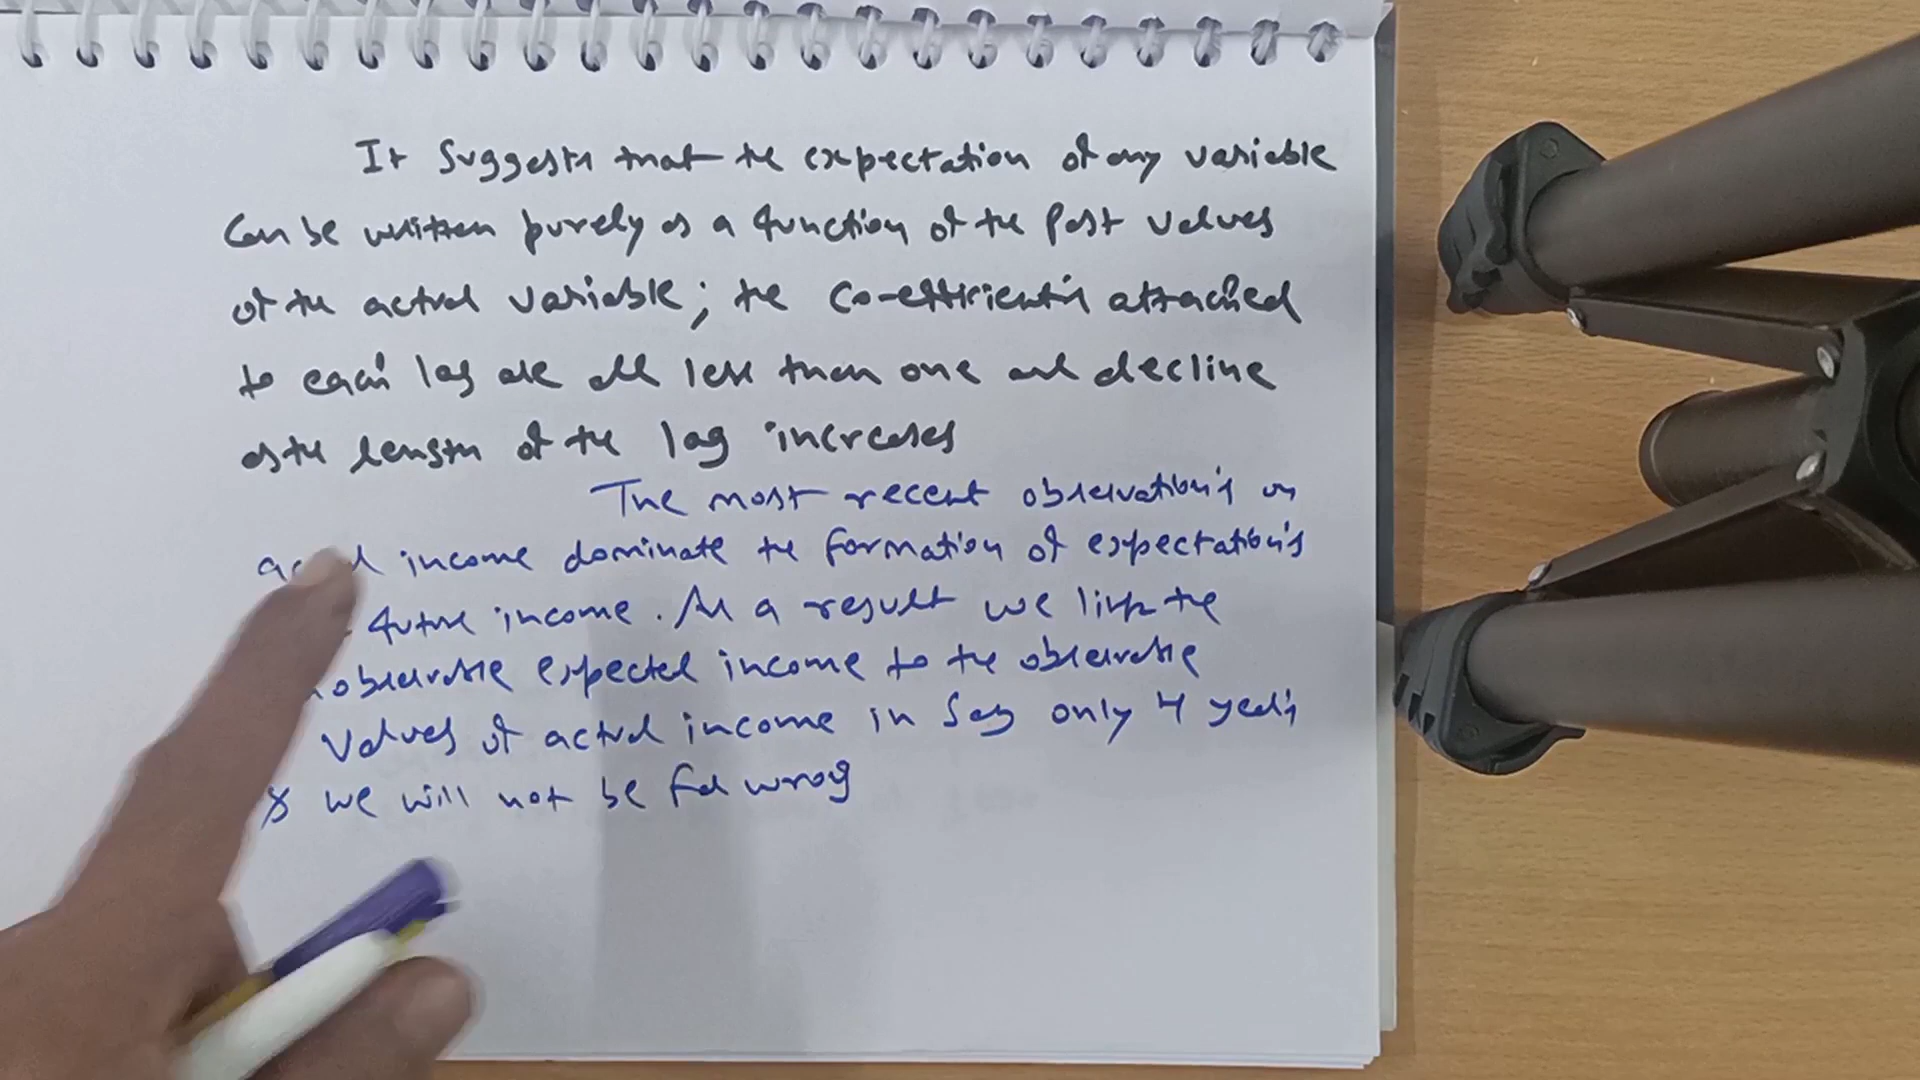 It suggests that the expectation of any variable
can be written purely as a function of the past values
of the actual variable; the co-efficients attached
to each lag are all less than one and decline
as the length of the lag increases
The most recent observations on
income dominate the formation of expectations
future income. As a result we link the
observable expected income to the observable
values of actual income in say only 4 years
& we will not be far wrong